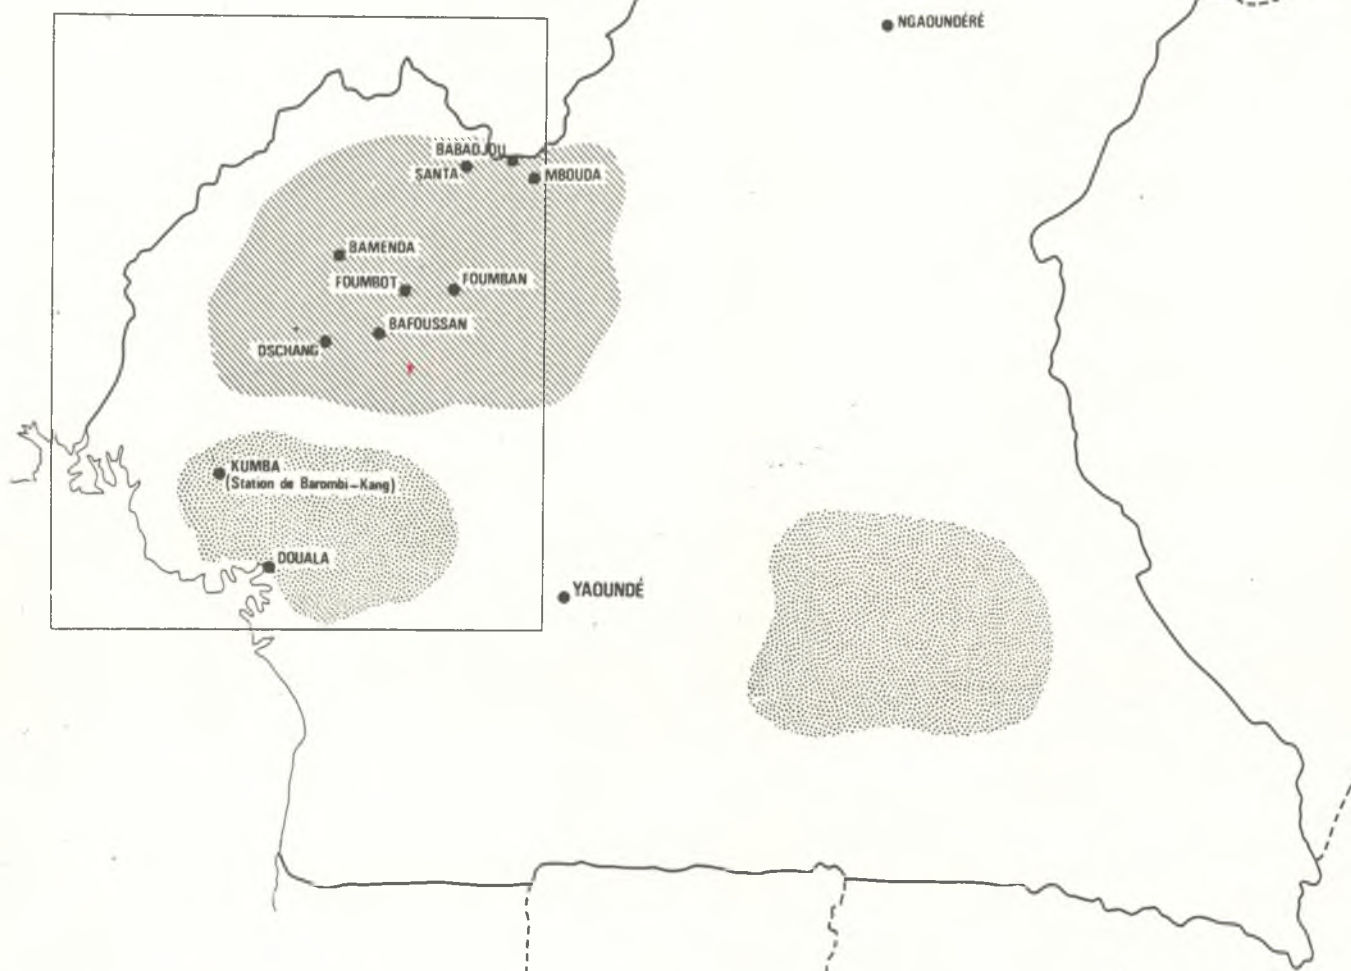 NGAOUNDÉRÉ
BABADJOU
SANTA
MBOUDA
BAMENDA
FOUMBOT
FOUMBAN
BAFOUSSAN
DSCHANG
KUMBA
(Station de Barombi-Kang)
DOUALA
YAOUNDÉ